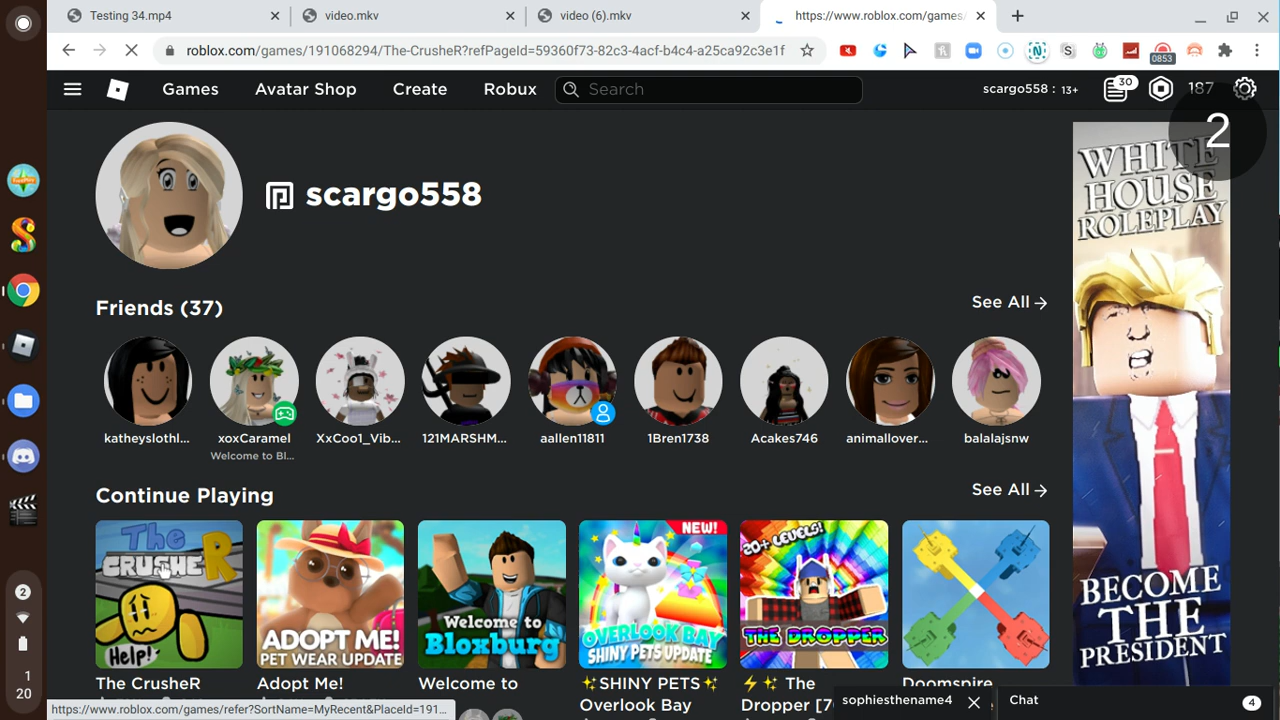 Testing 34.mp4
video.mkv
video (6).mkv
https://www.roblox.com/games/
roblox.com/games/191068294/The-CrusheR?refPageId=59360f73-82c3-4acf-b4c4-a25ca92c3e1f
0853
Games
Avatar Shop
Create
Robux
Search
scargo558 : 13+
30
187
2
scargo558
Friends (37)
See All →
katheyslothl...
xoxCaramel
XxCoo1_Vib...
121MARSHM...
aallen11811
1Bren1738
Acakes746
animallover...
balalajsnw
Welcome to Bl...
Continue Playing
See All →
The
CRUSHER
Help!
ADOPT ME!
PET WEAR UPDATE
Welcome to
Bloxburg
NEW!
OVERLOOK BAY
SHINY PETS UPDATE
20+ LEVELS!
THE DROPPER
The CrusheR
Adopt Me!
Welcome to
✨SHINY PETS✨
Overlook Bay
⚡✨ The
Dropper [7
Doomspire
WHITE
HOUSE
ROLEPLAY
BECOME
THE
PRESIDENT
sophiesthename4
Chat
4
2
1
20
https://www.roblox.com/games/refer?SortName=MyRecent&PlaceId=191...